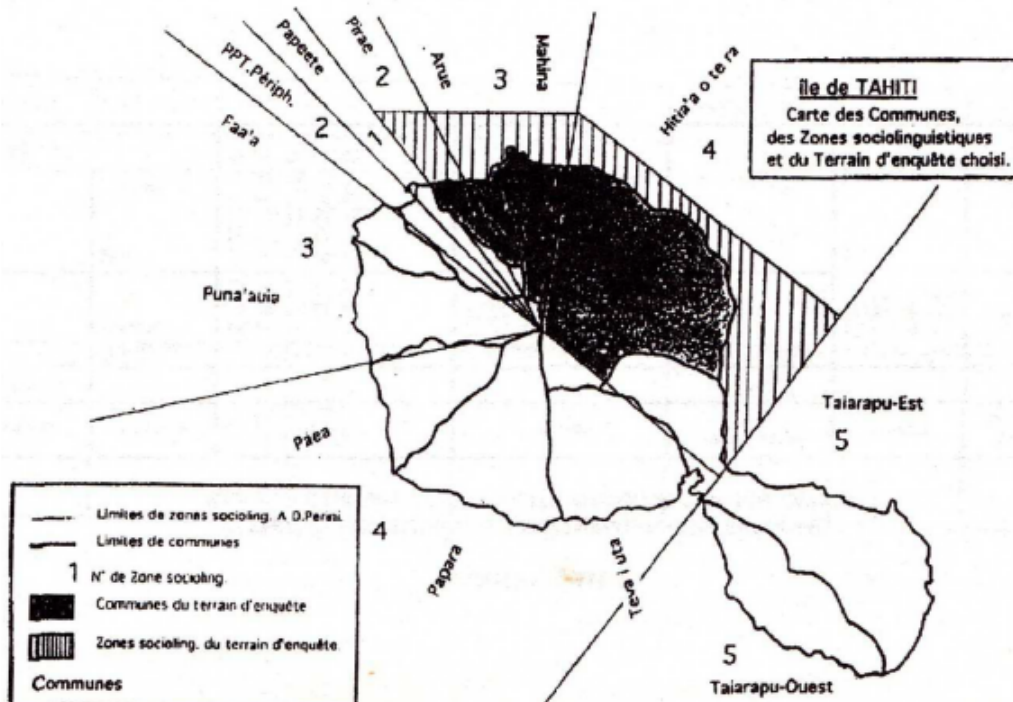 île de TAHITI
Carte des Communes,
des Zones sociolinguistiques
et du Terrain d'enquête choisi.
Faa'a
PPT.Périph.
Papeete
Pirae
Arue
Mahina
Hitia'a o te ra
2
1
2
3
4
3
Puna'auia
Paea
4
Papara
Teva i uta
Taiarapu-Est
5
5
Taiarapu-Ouest
Limites de zones socioling. A.O.
Limites de communes
1 N° de Zone socioling.
Communes du terrain d'enquête
Zones socioling. du terrain d'enquête.
Communes